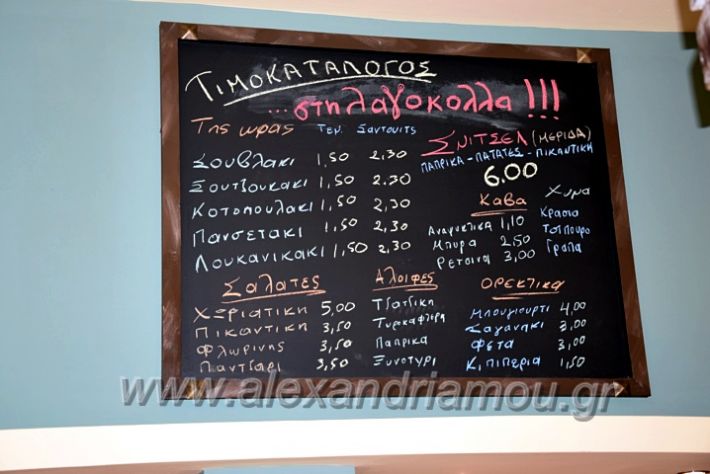 ΤΙΜΟΚΑΤΑΛΟΓΟΣ
...στη λαγοκολλα!!!
Της ωρας Τεμ. Σαντουιτς
Σουβλακι 1,50 2,30
Σουτζουκακι 1,50 2,30
Κοτοπουλακι 1,50 2,30
Πανσετακι 1,50 2,30
Λουκανικακι 1,50 2,30
ΣΝΙΤΣΕΛ (ΜΕΡΙΔΑ)
ΠΑΠΡΙΚΑ - ΠΑΤΑΤΕΣ - ΠΙΚΑΝΤΙΚΗ
6.00
ΚΑΒΑ
Αναψυκτικα 1,10
Μπυρα 2,50
Ρετσινα 3,00
Χυμα
Κρασιο
Τσιπουρο
Γραπα
Σαλατες
Χωριατικη 5,00
Πικαντικη 3,50
Φλωρινης 3,50
Παντζαρι 3,50
Αλοιφες
Τζατζικη
Τυροκαφτερη
Παπρικα
Ξυνοτυρι
ΟΡΕΚΤΙΚΑ
Μπουγιουρτι 4,00
Σαγανακι 3,00
Φετα 3,00
Κ. πιπερια 1,50
www.alexandriamou.gr